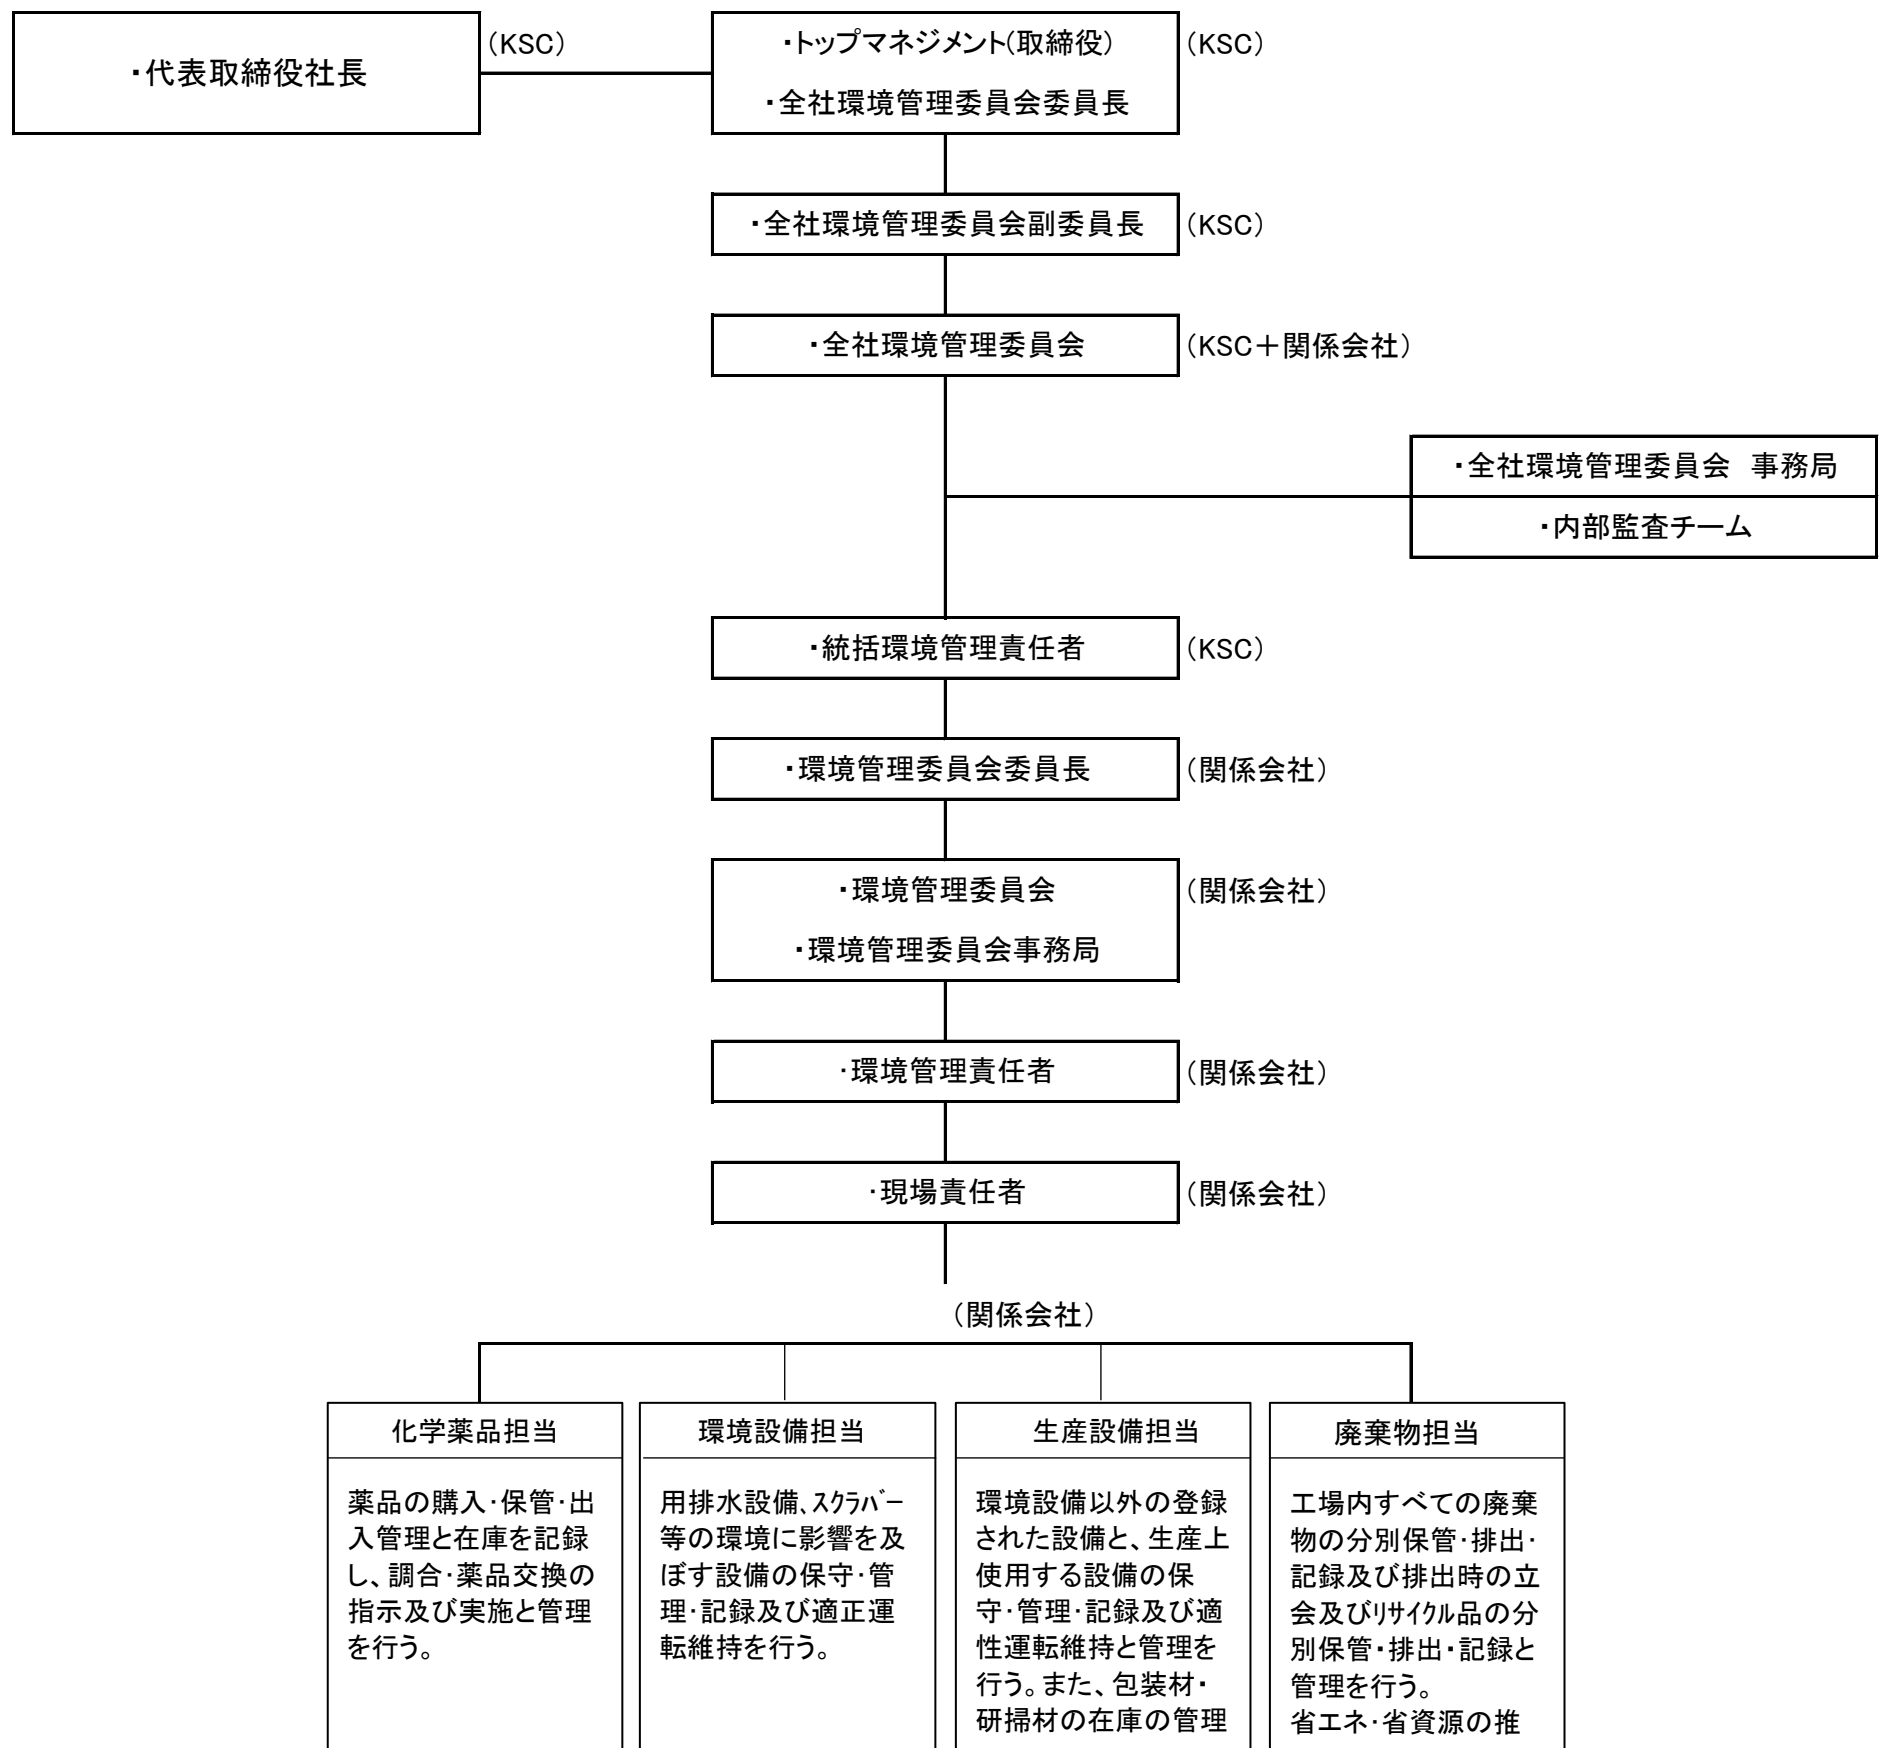 ・代表取締役社長
(KSC)
・トップマネジメント(取締役)
(KSC)
・全社環境管理委員会委員長
・全社環境管理委員会副委員長
(KSC)
・全社環境管理委員会
(KSC+関係会社)
・全社環境管理委員会　事務局
・内部監査チーム
・統括環境管理責任者
(KSC)
・環境管理委員会委員長
(関係会社)
・環境管理委員会
(関係会社)
・環境管理委員会事務局
・環境管理責任者
(関係会社)
・現場責任者
(関係会社)
(関係会社)
化学薬品担当
薬品の購入・保管・出
入管理と在庫を記録
し、調合・薬品交換の
指示及び実施と管理
を行う。
環境設備担当
用排水設備、スクラバー
等の環境に影響を及
ぼす設備の保守・管
理・記録及び適正運
転維持を行う。
生産設備担当
環境設備以外の登録
された設備と、生産上
使用する設備の保
守・管理・記録及び適
性運転維持と管理を
行う。また、包装材・
研掃材の在庫の管理
廃棄物担当
工場内すべての廃棄
物の分別保管・排出・
記録及び排出時の立
会及びリサイクル品の分
別保管・排出・記録と
管理を行う。
省エネ・省資源の推